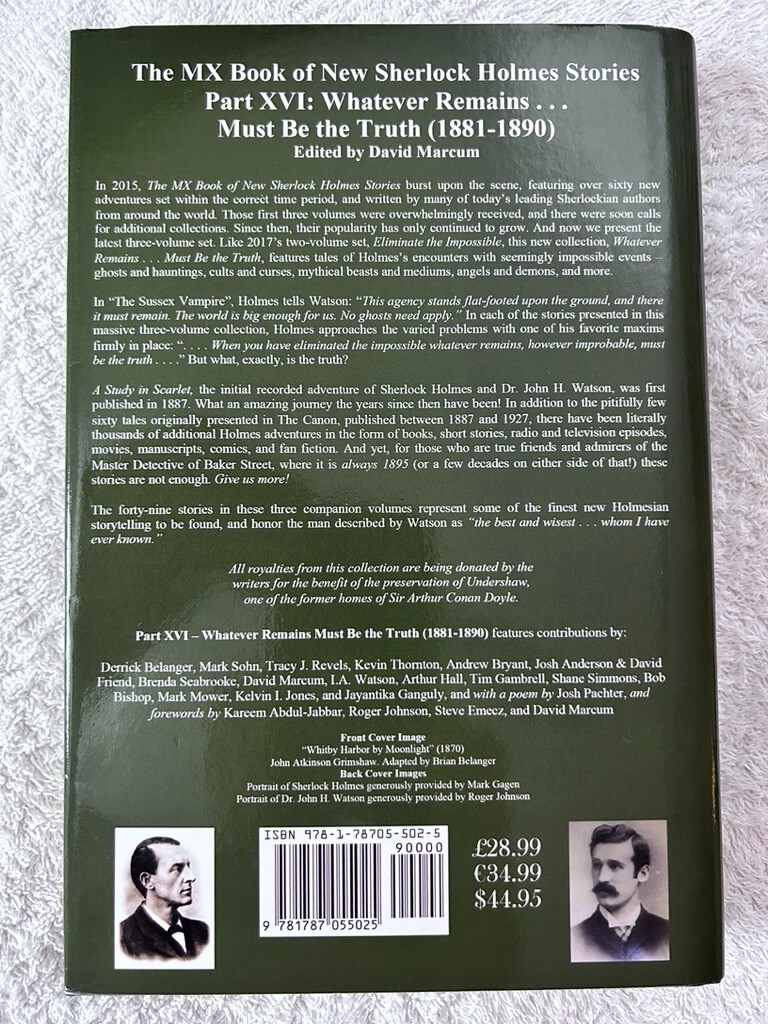 The MX Book of New Sherlock Holmes Stories
Part XVI: Whatever Remains . . .
Must Be the Truth (1881-1890)
Edited by David Marcum
In 2015, The MX Book of New Sherlock Holmes Stories burst upon the scene, featuring over sixty new
adventures set within the correct time period, and written by many of today's leading Sherlockian authors
from around the world. Those first three volumes were overwhelmingly received, and there were soon calls
for additional collections. Since then, their popularity has only continued to grow. And now we present the
latest three-volume set. Like 2017's two-volume set, Eliminate the Impossible, this new collection, Whatever
Remains . . . Must Be the Truth, features tales of Holmes's encounters with seemingly impossible events –
ghosts and hauntings, cults and curses, mythical beasts and mediums, angels and demons, and more.
In "The Sussex Vampire", Holmes tells Watson: "This agency stands flat-footed upon the ground, and there
it must remain. The world is big enough for us. No ghosts need apply." In each of the stories presented in this
massive three-volume collection, Holmes approaches the varied problems with one of his favorite maxims
firmly in place: ". . . . When you have eliminated the impossible whatever remains, however improbable, must
be the truth . . . ." But what, exactly, is the truth?
A Study in Scarlet, the initial recorded adventure of Sherlock Holmes and Dr. John H. Watson, was first
published in 1887. What an amazing journey the years since then have been! In addition to the pitifully few
sixty tales originally presented in The Canon, published between 1887 and 1927, there have been literally
thousands of additional Holmes adventures in the form of books, short stories, radio and television episodes,
movies, manuscripts, comics, and fan fiction. And yet, for those who are true friends and admirers of the
Master Detective of Baker Street, where it is always 1895 (or a few decades on either side of that!) these
stories are not enough. Give us more!
The forty-nine stories in these three companion volumes represent some of the finest new Holmesian
storytelling to be found, and honor the man described by Watson as "the best and wisest . . . whom I have
ever known."
All royalties from this collection are being donated by the
writers for the benefit of the preservation of Undershaw,
one of the former homes of Sir Arthur Conan Doyle.
Part XVI – Whatever Remains Must Be the Truth (1881-1890) features contributions by:
Derrick Belanger, Mark Sohn, Tracy J. Revels, Kevin Thornton, Andrew Bryant, Josh Anderson & David
Friend, Brenda Seabrooke, David Marcum, I.A. Watson, Arthur Hall, Tim Gambrell, Shane Simmons, Bob
Bishop, Mark Mower, Kelvin I. Jones, and Jayantika Ganguly, and with a poem by Josh Pachter, and
forewords by Kareem Abdul-Jabbar, Roger Johnson, Steve Emecz, and David Marcum
Front Cover Image
"Whitby Harbor by Moonlight" (1870)
John Atkinson Grimshaw. Adapted by Brian Belanger
Back Cover Images
Portrait of Sherlock Holmes generously provided by Mark Gagen
Portrait of Dr. John H. Watson generously provided by Roger Johnson
ISBN 978-1-78705-502-5
90000
9 781787 055025
£28.99
€34.99
$44.95